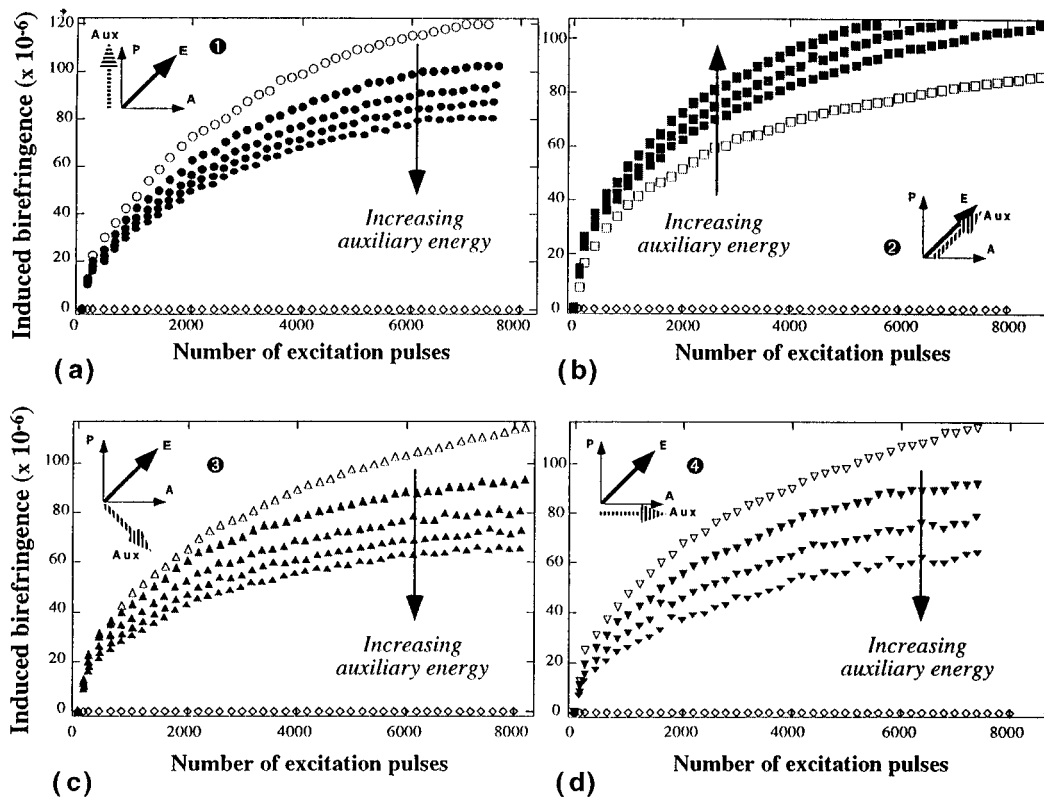 Induced birefringence (x 10-6)
120
100
80
60
40
20
0
Aux
P
E
A
1
Increasing
auxiliary energy
0
2000
4000
6000
8000
Number of excitation pulses
(a)
100
80
60
40
20
0
Increasing
auxiliary energy
P
E
Aux
A
2
0
2000
4000
6000
8000
Number of excitation pulses
(b)
Induced birefringence (x 10-6)
100
80
60
40
20
0
P
E
A
Aux
3
Increasing
auxiliary energy
0
2000
4000
6000
8000
Number of excitation pulses
(c)
100
80
60
40
20
0
P
E
A
Aux
4
Increasing
auxiliary energy
0
2000
4000
6000
8000
Number of excitation pulses
(d)